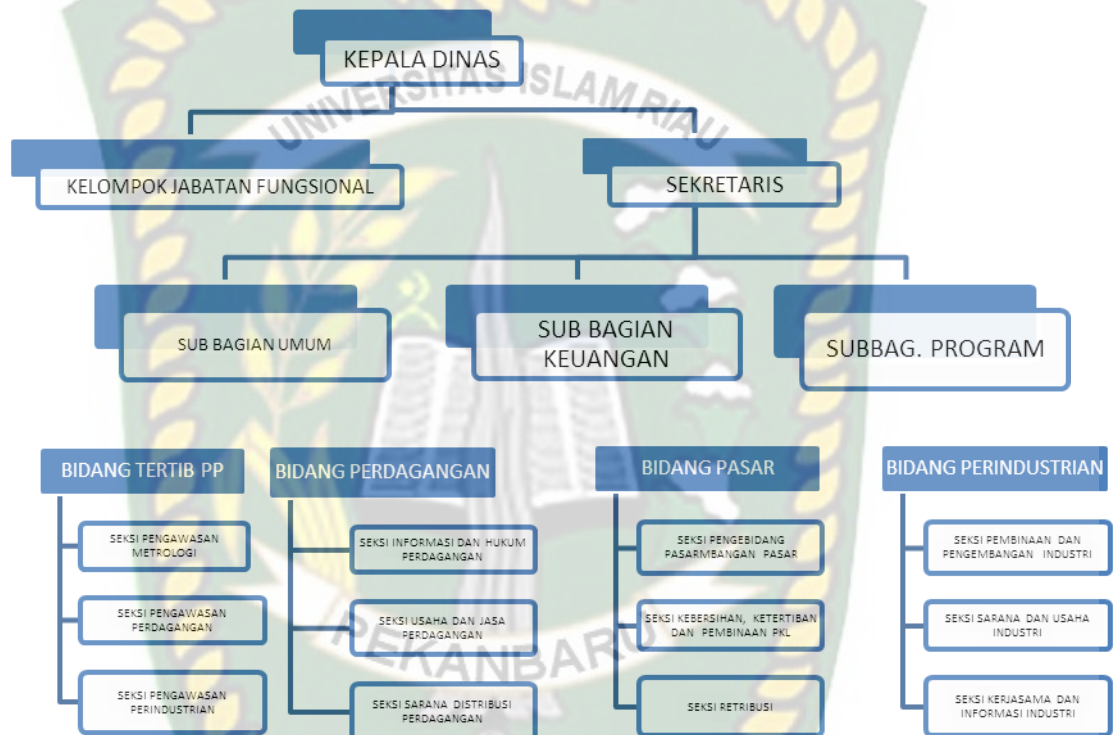 KEPALA DINAS
UNIVERSITAS ISLAM RIAU
KELOMPOK JABATAN FUNGSIONAL
SEKRETARIS
SUB BAGIAN UMUM
SUB BAGIAN
KEUANGAN
SUBBAG. PROGRAM
BIDANG TERTIB PP
SEKSI PENGAWASAN
METROLOGI
SEKSI PENGAWASAN
PERDAGANGAN
SEKSI PENGAWASAN
PERINDUSTRIAN
BIDANG PERDAGANGAN
SEKSI INFORMASI DAN HUKUM
PERDAGANGAN
SEKSI USAHA DAN JASA
PERDAGANGAN
SEKSI SARANA DISTRIBUSI
PERDAGANGAN
BIDANG PASAR
SEKSI PENGEBIDANG
PASARMBANGAN PASAR
SEKSI KEBERSIHAN, KETERTIBAN
DAN PEMBINAAN PKL
SEKSI RETRIBUSI
BIDANG PERINDUSTRIAN
SEKSI PEMBINAAN DAN
PENGEMBANGAN INDUSTRI
SEKSI SARANA DAN USAHA
INDUSTRI
SEKSI KERJASAMA DAN
INFORMASI INDUSTRI
PEKANBARU